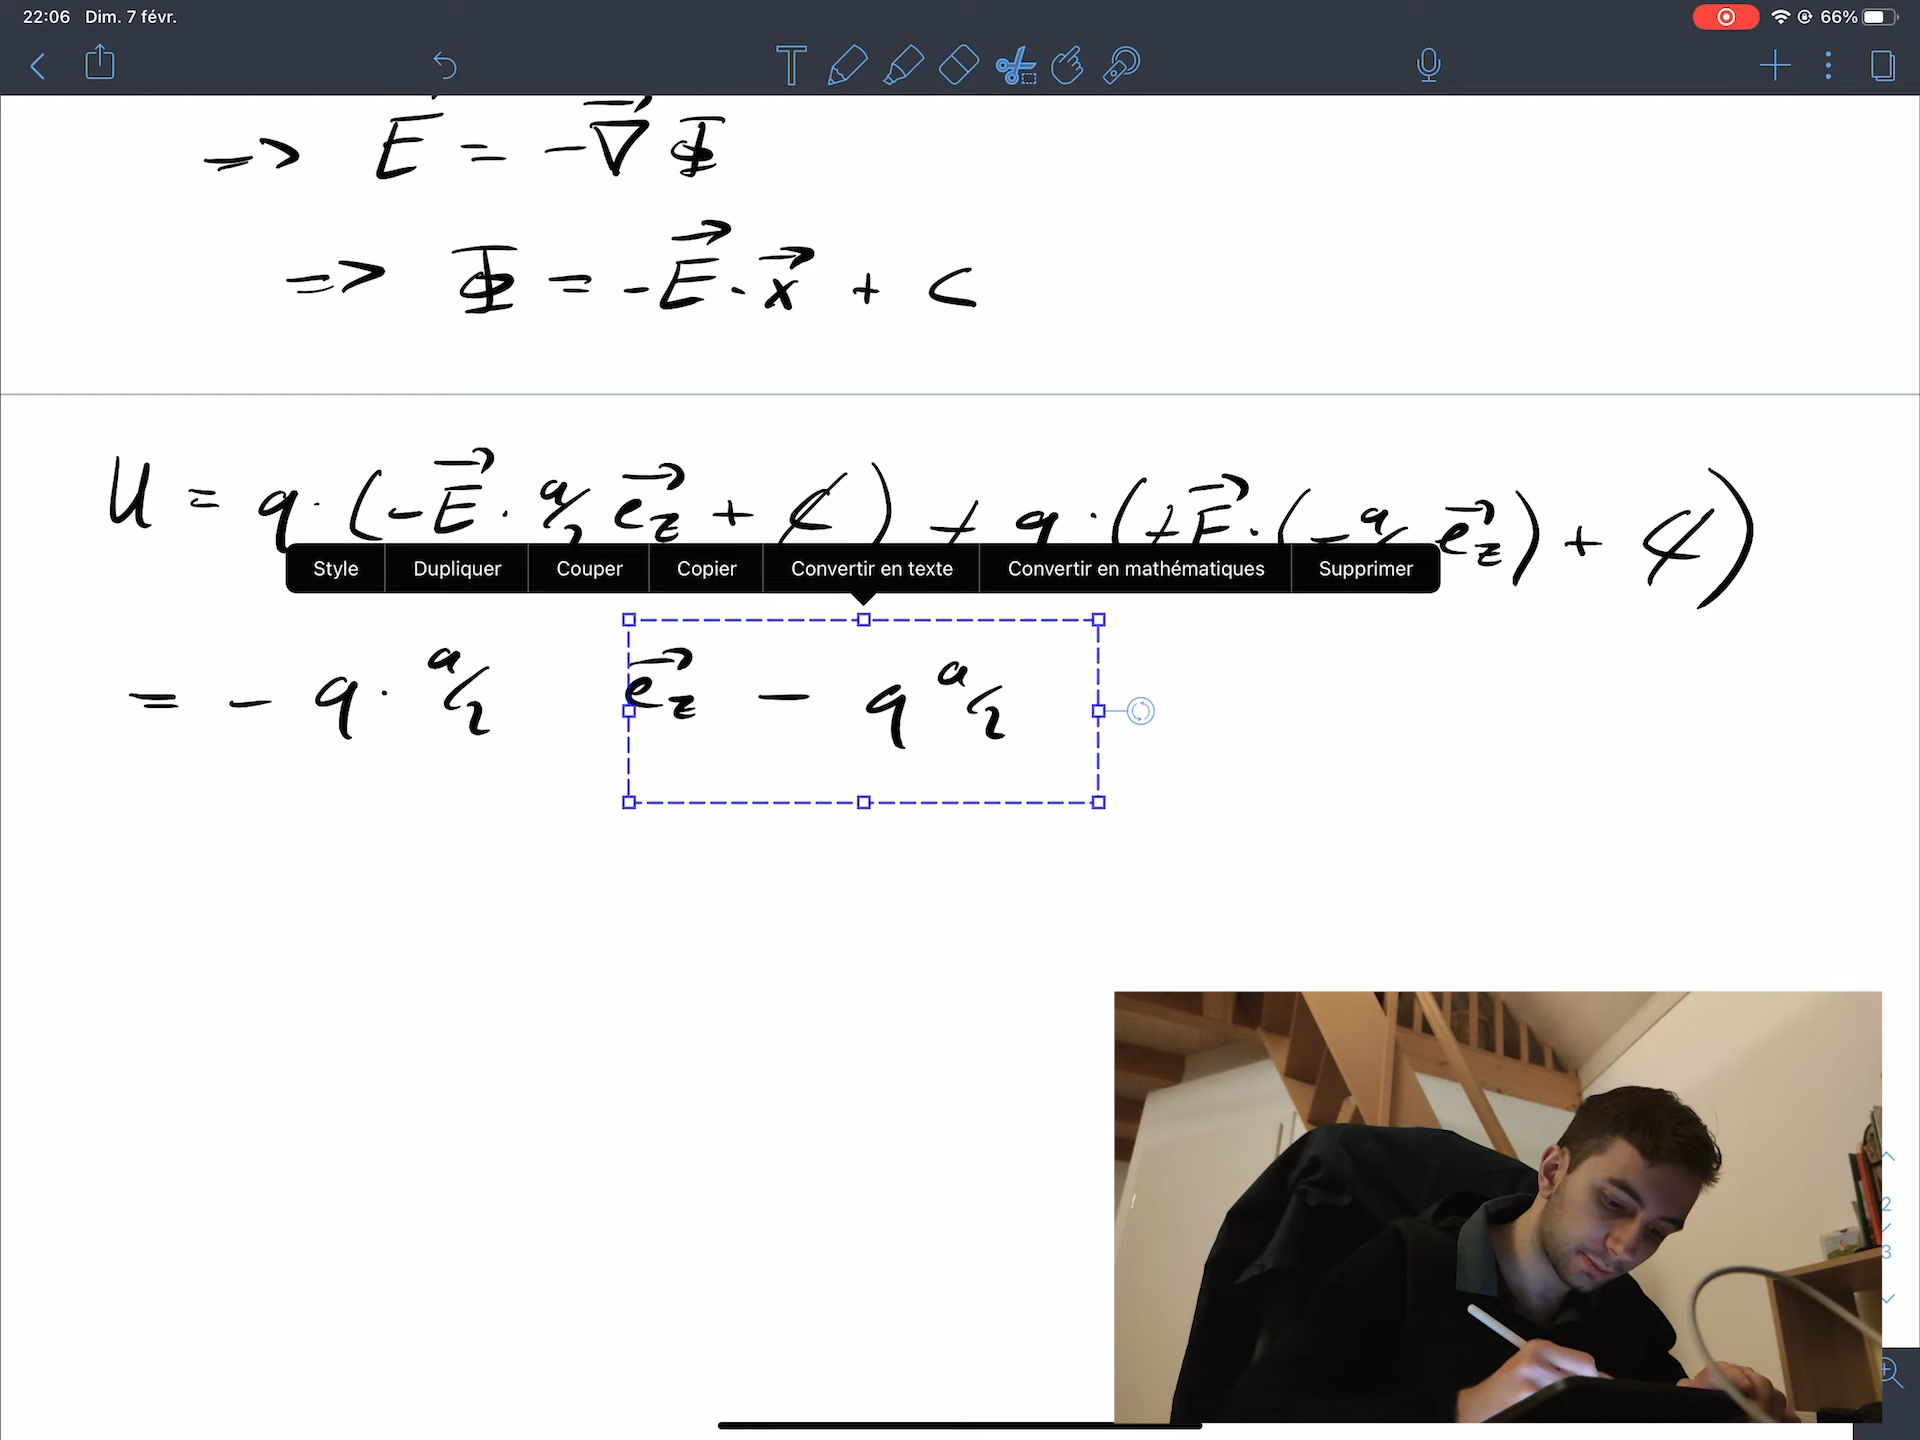 22:06 Dim. 7 févr. 66%
=> E = -∇⃗ Φ
=> Φ = -E⃗ · x⃗ + C
U = q · (-E⃗ · a/2 e⃗z + C) + q · (+E⃗ · (-a/ e⃗z) + C)
Style Dupliquer Couper Copier Convertir en texte Convertir en mathématiques Supprimer
= - q · a/2 e⃗z - q a/2
2
/
3